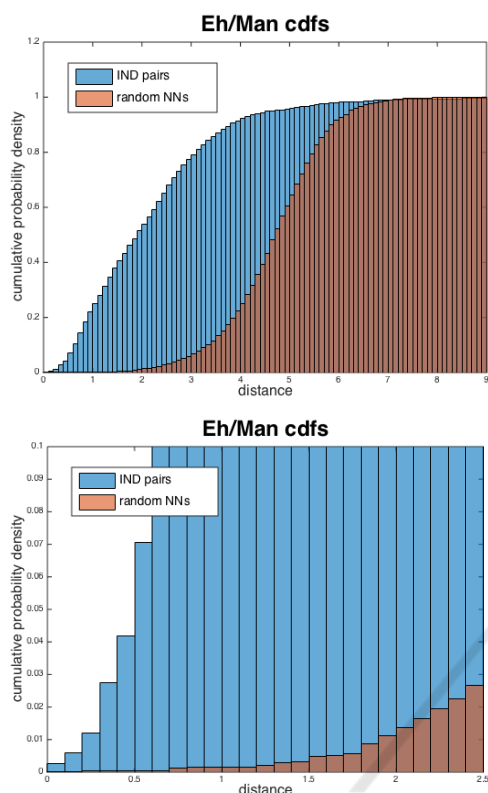 Eh/Man cdfs
1.2
1
0.8
0.6
0.4
0.2
0
cumulative probability density
IND pairs
random NNs
0 1 2 3 4 5 6 7 8 9
distance
Eh/Man cdfs
0.1
0.09
0.08
0.07
0.06
0.05
0.04
0.03
0.02
0.01
0
cumulative probability density
IND pairs
random NNs
0 0.5 1 1.5 2 2.5
distance